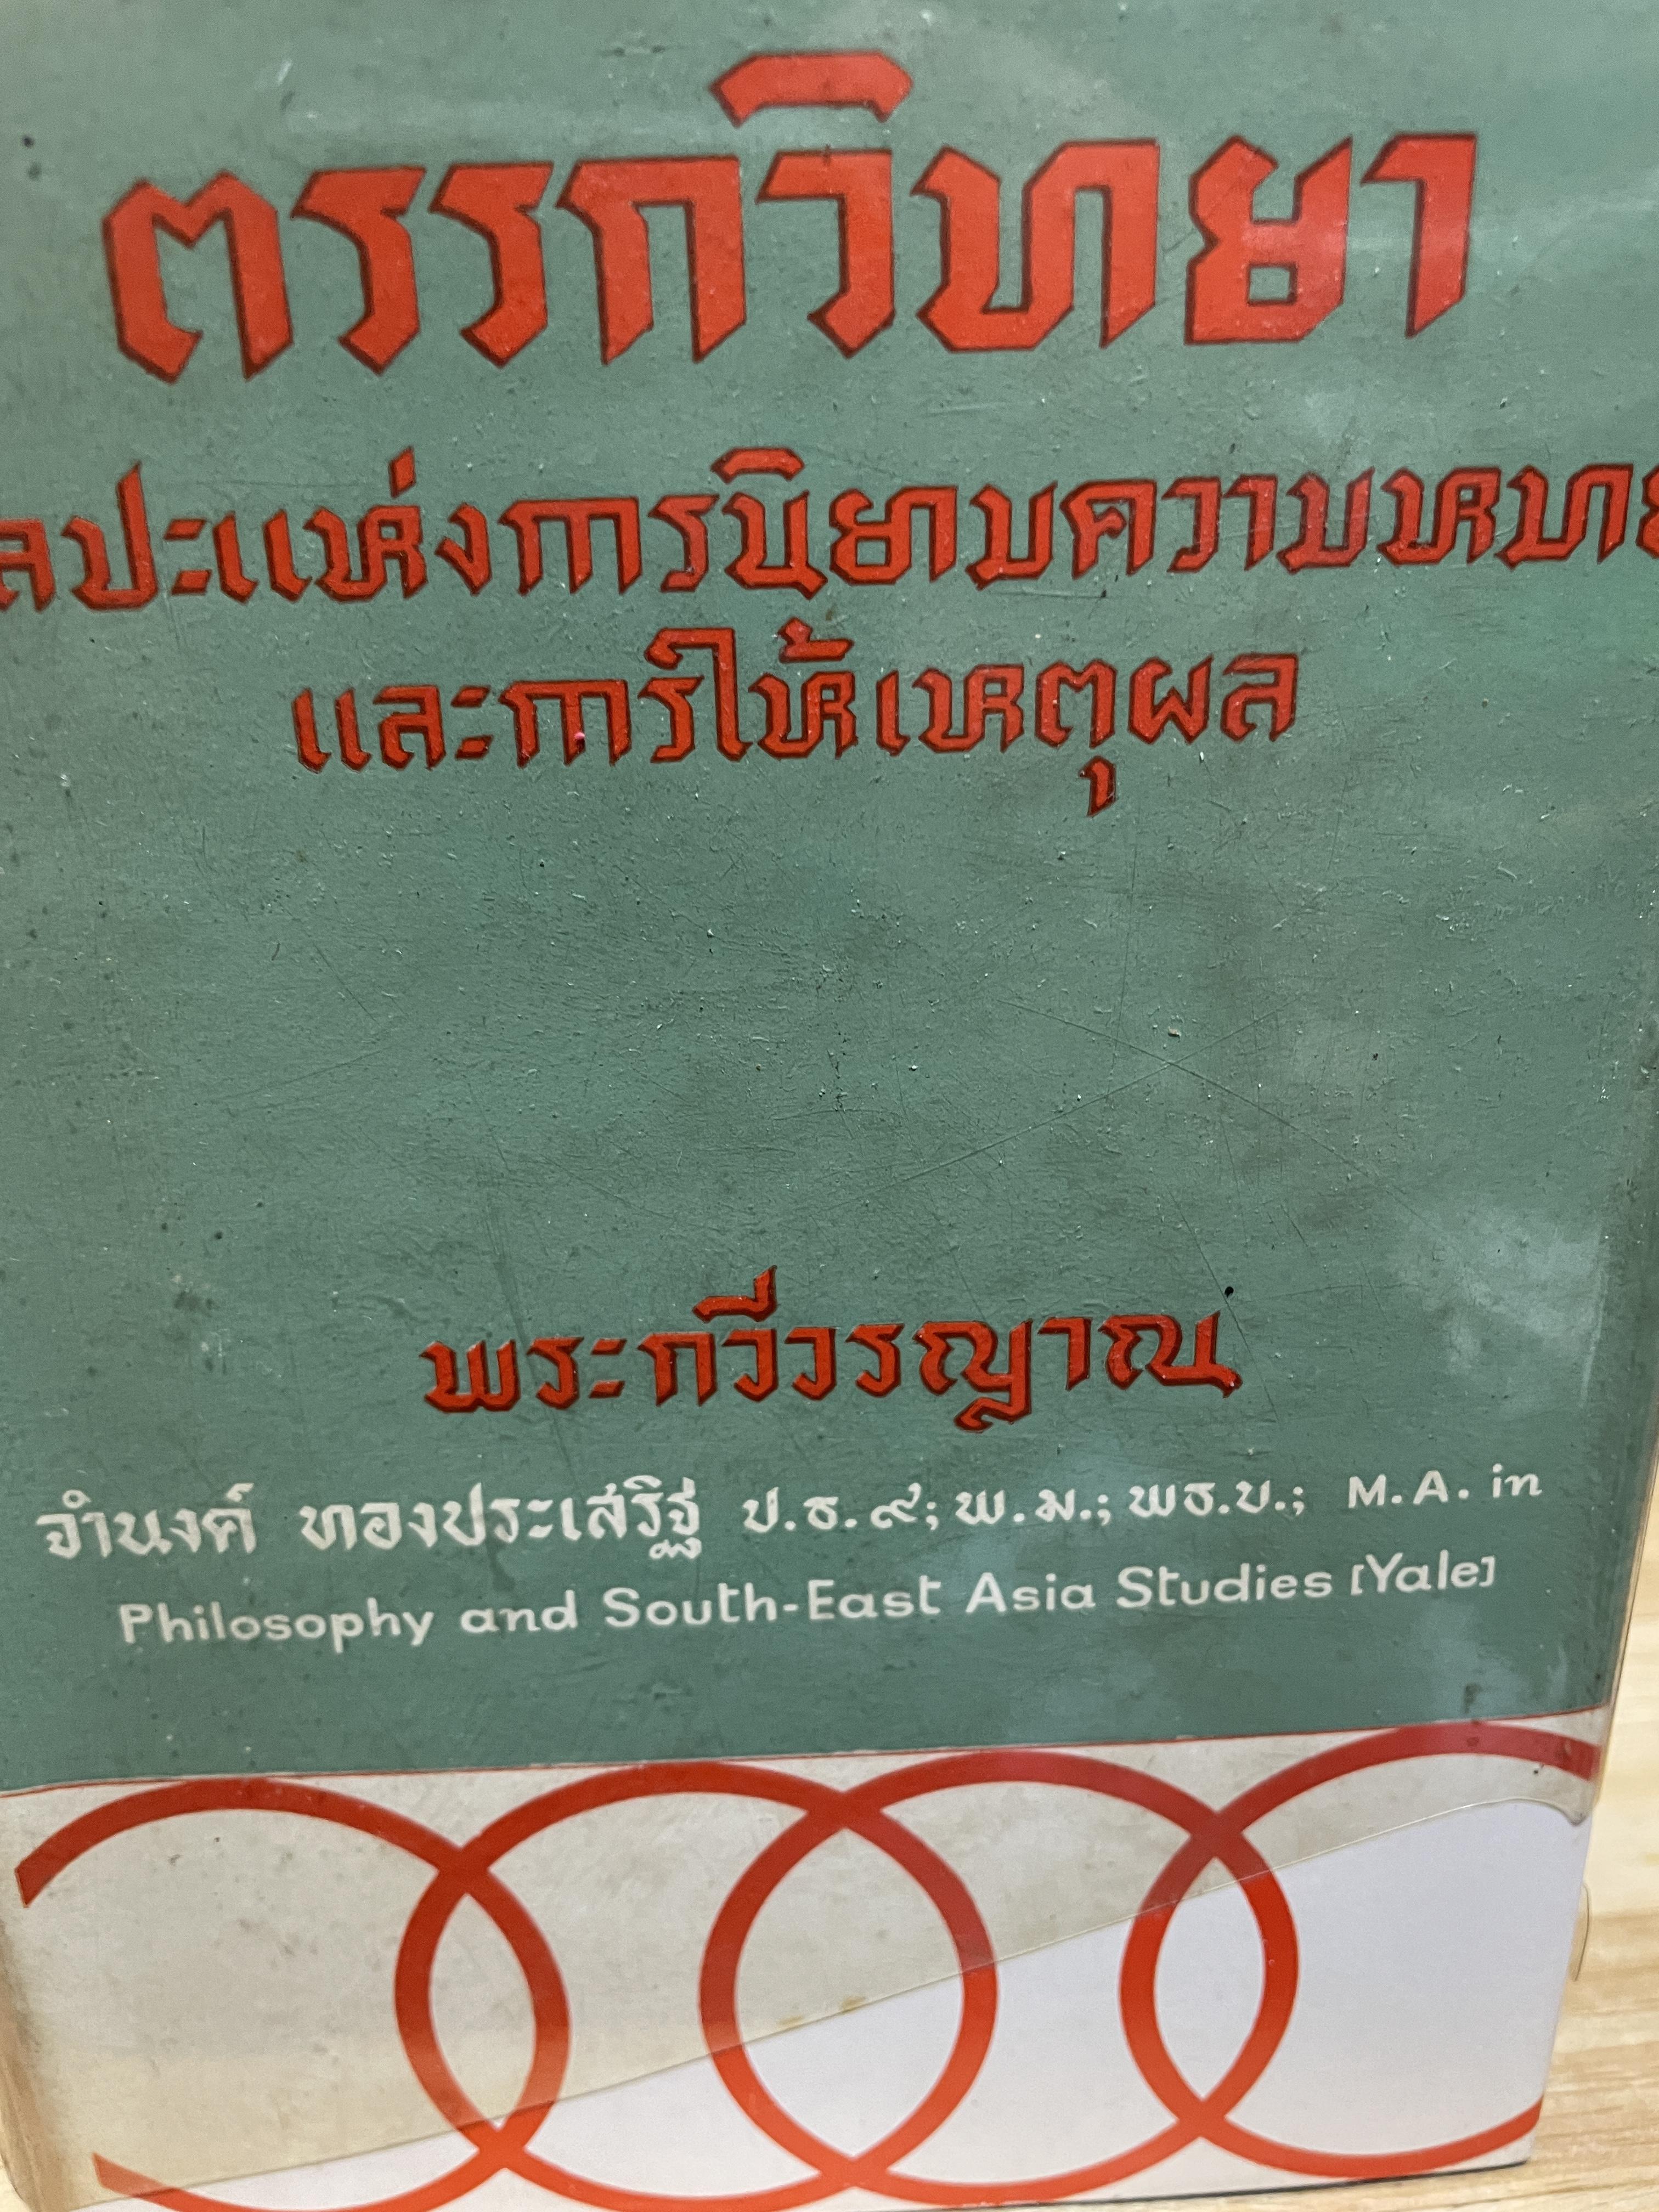 ตรรกวิทยา
ลปะแห่งการนิยามความหมาย
และการให้เหตุผล
พระกวีวรญาณ
จำนงค์ ทองประเสริฐ ป.ธ.๙; พ.ม.; พธ.บ.; M.A. in
Philosophy and South-East Asia Studies [Yale]